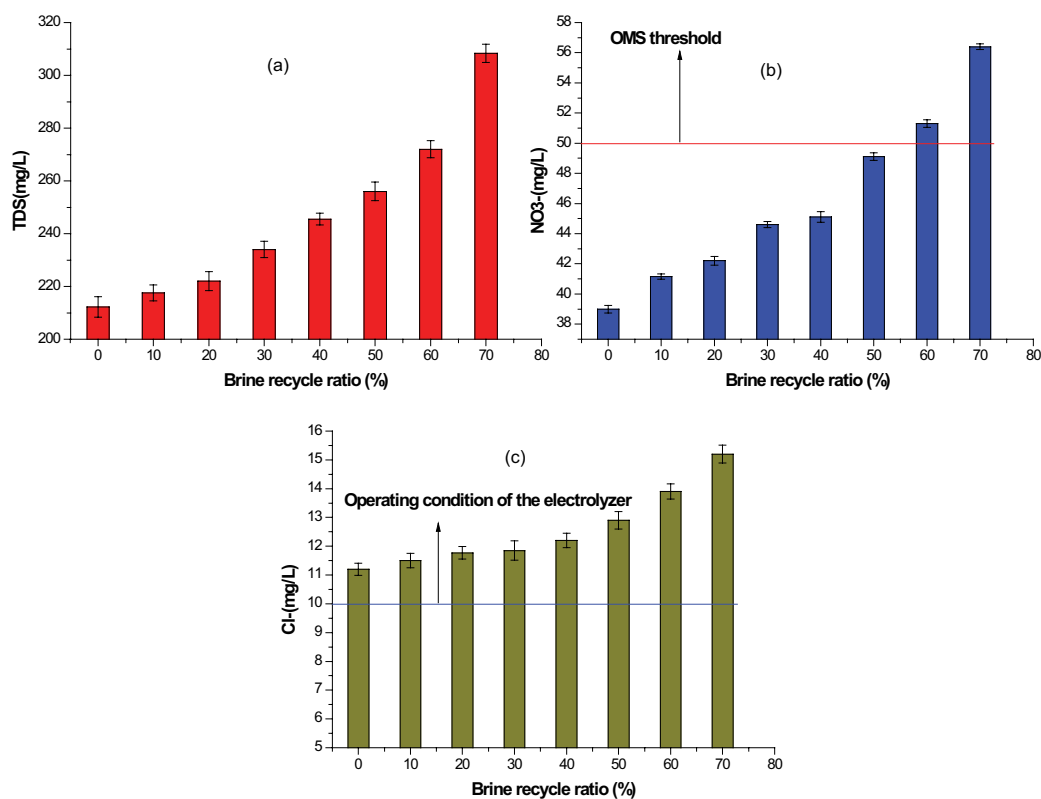 320
300
280
260
240
220
200
TDS(mg/L)
(a)
0 10 20 30 40 50 60 70 80
Brine recycle ratio (%)
58
56
54
52
50
48
46
44
42
40
38
NO3-(mg/L)
OMS threshold
(b)
0 10 20 30 40 50 60 70 80
Brine recycle ratio (%)
16
15
14
13
12
11
10
9
8
7
6
5
Cl-(mg/L)
(c)
Operating condition of the electrolyzer
0 10 20 30 40 50 60 70 80
Brine recycle ratio (%)